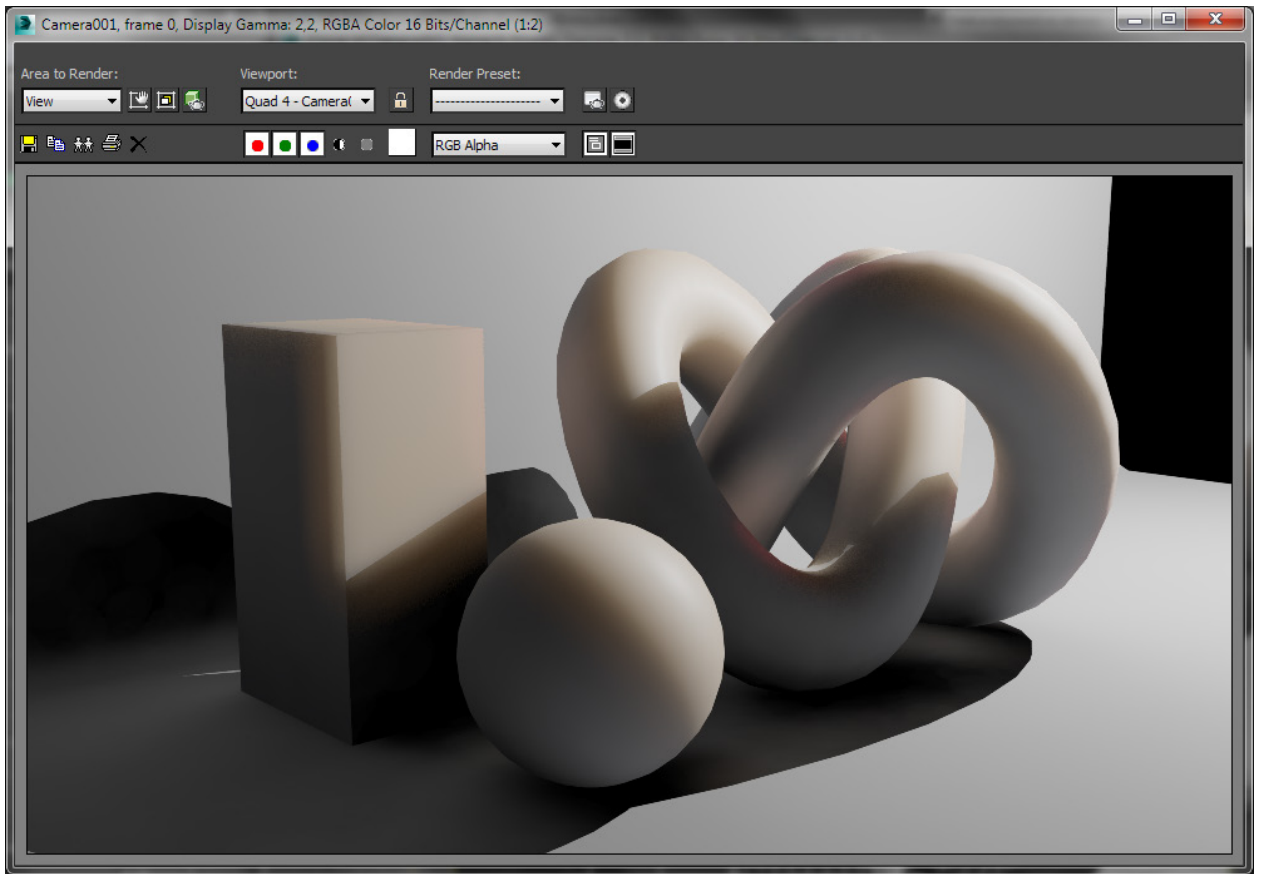 Camera001, frame 0, Display Gamma: 2,2, RGBA Color 16 Bits/Channel (1:2)
Area to Render:
Viewport:
Render Preset:
View
Quad 4 - Camera(
----------------------
RGB Alpha